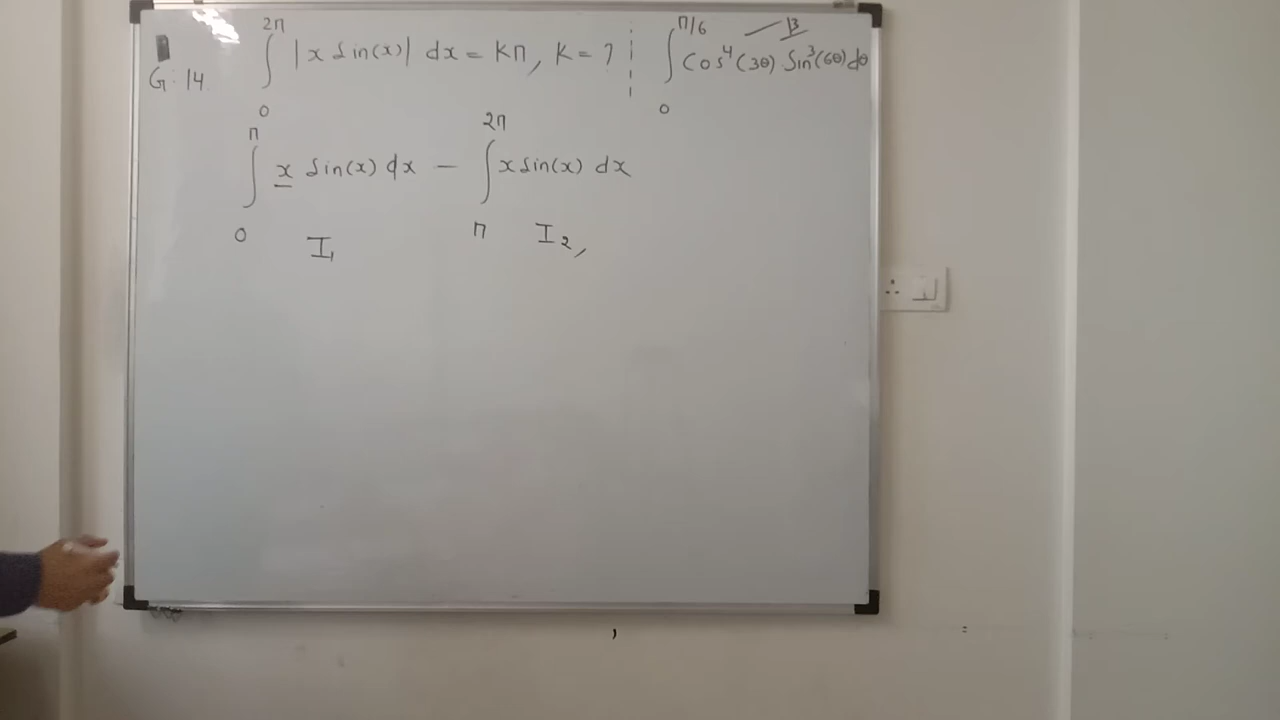 ∫₀^{2π} |x Sin(x)| dx = Kπ, K = ?
G: 14
∫₀^{π/6} Cos⁴(3θ) Sin³(6θ) dθ
∫₀^{π} x Sin(x) dx − ∫_{π}^{2π} x Sin(x) dx
I₁ I₂,